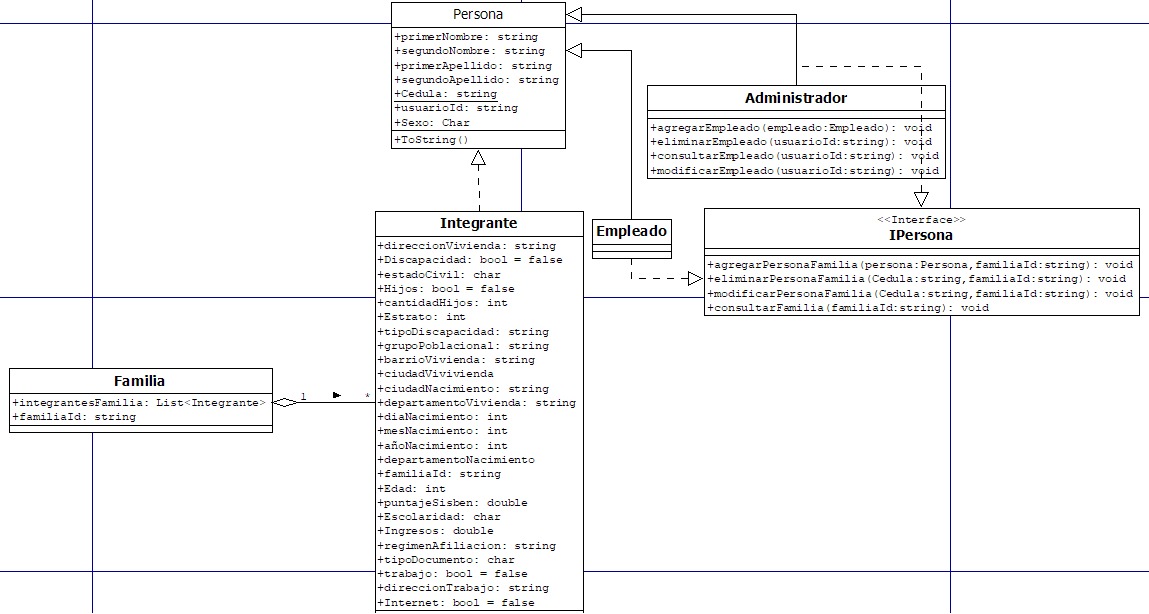 Persona
+primerNombre: string
+segundoNombre: string
+primerApellido: string
+segundoApellido: string
+Cedula: string
+usuarioId: string
+Sexo: Char
+ToString()
Administrador
+agregarEmpleado(empleado:Empleado): void
+eliminarEmpleado(usuarioId:string): void
+consultarEmpleado(usuarioId:string): void
+modificarEmpleado(usuarioId:string): void
Integrante
+direccionVivienda: string
+Discapacidad: bool = false
+estadoCivil: char
+Hijos: bool = false
+cantidadHijos: int
+Estrato: int
+tipoDiscapacidad: string
+grupoPoblacional: string
+barrioVivienda: string
+ciudadVivivienda
+ciudadNacimiento: string
+departamentoVivienda: string
+diaNacimiento: int
+mesNacimiento: int
+añoNacimiento: int
+departamentoNacimiento
+familiaId: string
+Edad: int
+puntajeSisben: double
+Escolaridad: char
+Ingresos: double
+regimenAfiliacion: string
+tipoDocumento: char
+trabajo: bool = false
+direccionTrabajo: string
+Internet: bool = false
Empleado
<<Interface>>
IPersona
+agregarPersonaFamilia(persona:Persona,familiaId:string): void
+eliminarPersonaFamilia(Cedula:string,familiaId:string): void
+modificarPersonaFamilia(Cedula:string,familiaId:string): void
+consultarFamilia(familiaId:string): void
Familia
+integrantesFamilia: List<Integrante>
+familiaId: string
1 *